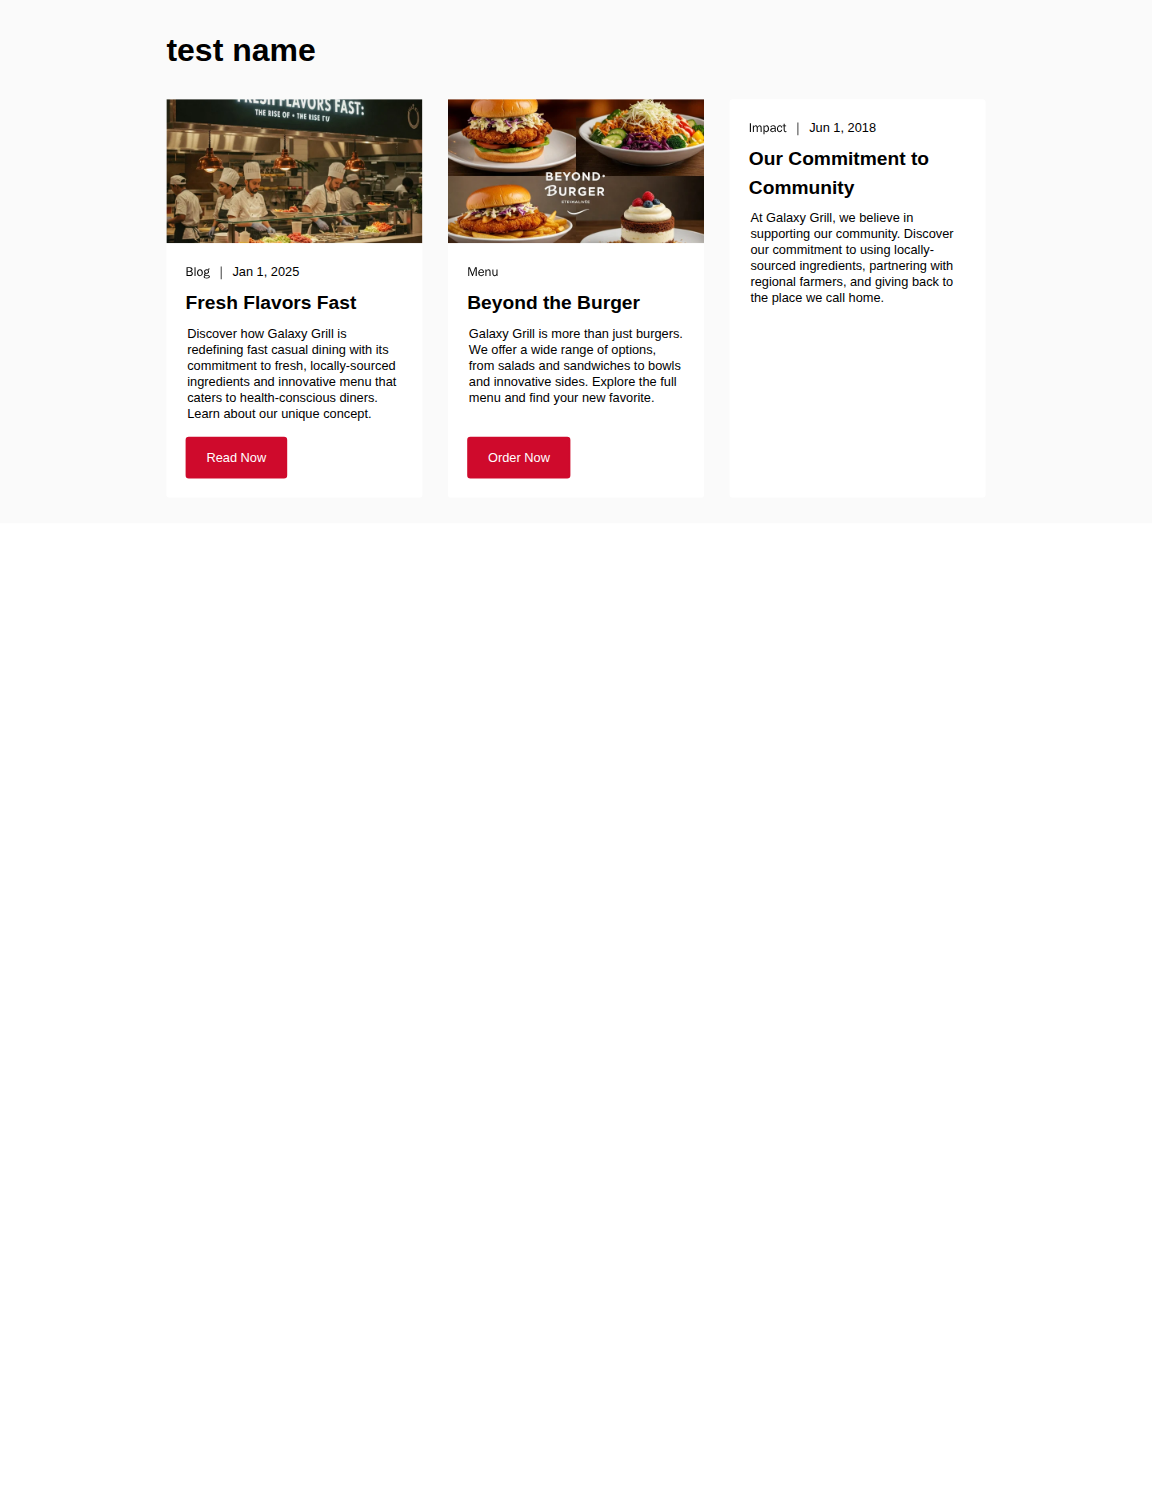 test name
FRESH FLAVORS FAST:
THE RISE OF • THE RISE
Blog | Jan 1, 2025
Fresh Flavors Fast
Discover how Galaxy Grill is
redefining fast casual dining with its
commitment to fresh, locally-sourced
ingredients and innovative menu that
caters to health-conscious diners.
Learn about our unique concept.
Read Now
BEYOND·
BURGER
Menu
Beyond the Burger
Galaxy Grill is more than just burgers.
We offer a wide range of options,
from salads and sandwiches to bowls
and innovative sides. Explore the full
menu and find your new favorite.
Order Now
Impact | Jun 1, 2018
Our Commitment to
Community
At Galaxy Grill, we believe in
supporting our community. Discover
our commitment to using locally-
sourced ingredients, partnering with
regional farmers, and giving back to
the place we call home.